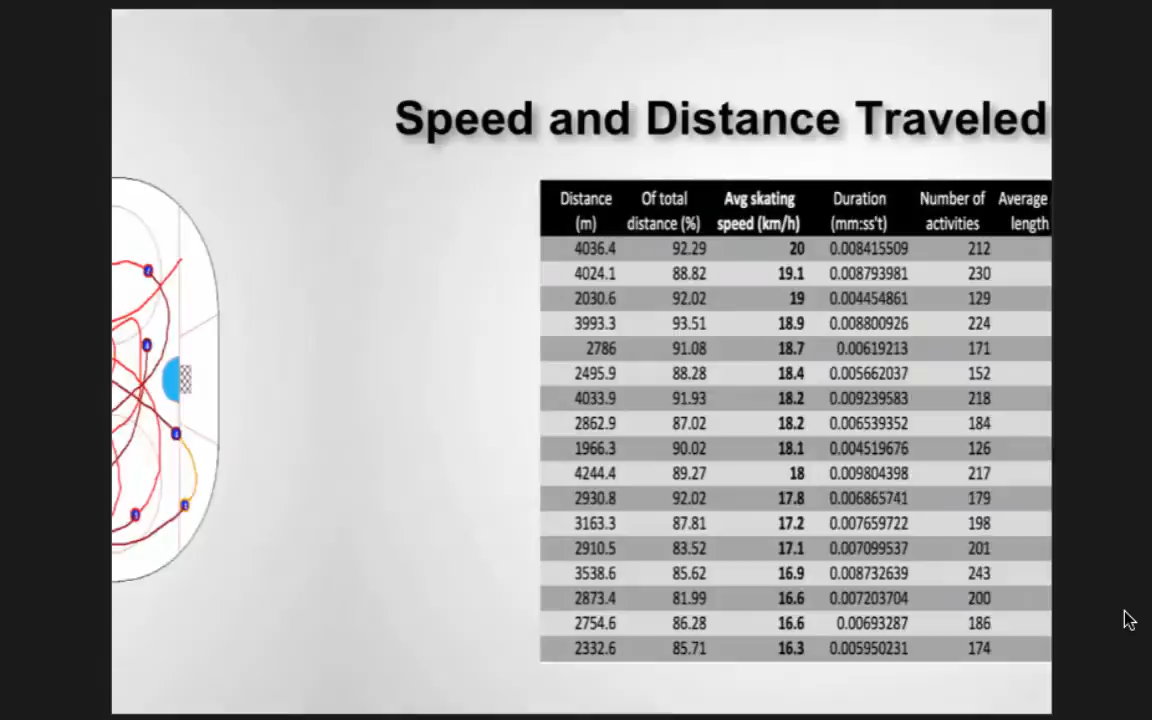 Speed and Distance Traveled
Distance (m) Of total distance (%) Avg skating speed (km/h) Duration (mm:ss't) Number of activities Average length
4036.4 92.29 20 0.008415509 212
4024.1 88.82 19.1 0.008793981 230
2030.6 92.02 19 0.004454861 129
3993.3 93.51 18.9 0.008800926 224
2786 91.08 18.7 0.00619213 171
2495.9 88.28 18.4 0.005662037 152
4033.9 91.93 18.2 0.009239583 218
2862.9 87.02 18.2 0.006539352 184
1966.3 90.02 18.1 0.004519676 126
4244.4 89.27 18 0.009804398 217
2930.8 92.02 17.8 0.006865741 179
3163.3 87.81 17.2 0.007659722 198
2910.5 83.52 17.1 0.007099537 201
3538.6 85.62 16.9 0.008732639 243
2873.4 81.99 16.6 0.007203704 200
2754.6 86.28 16.6 0.00693287 186
2332.6 85.71 16.3 0.005950231 174